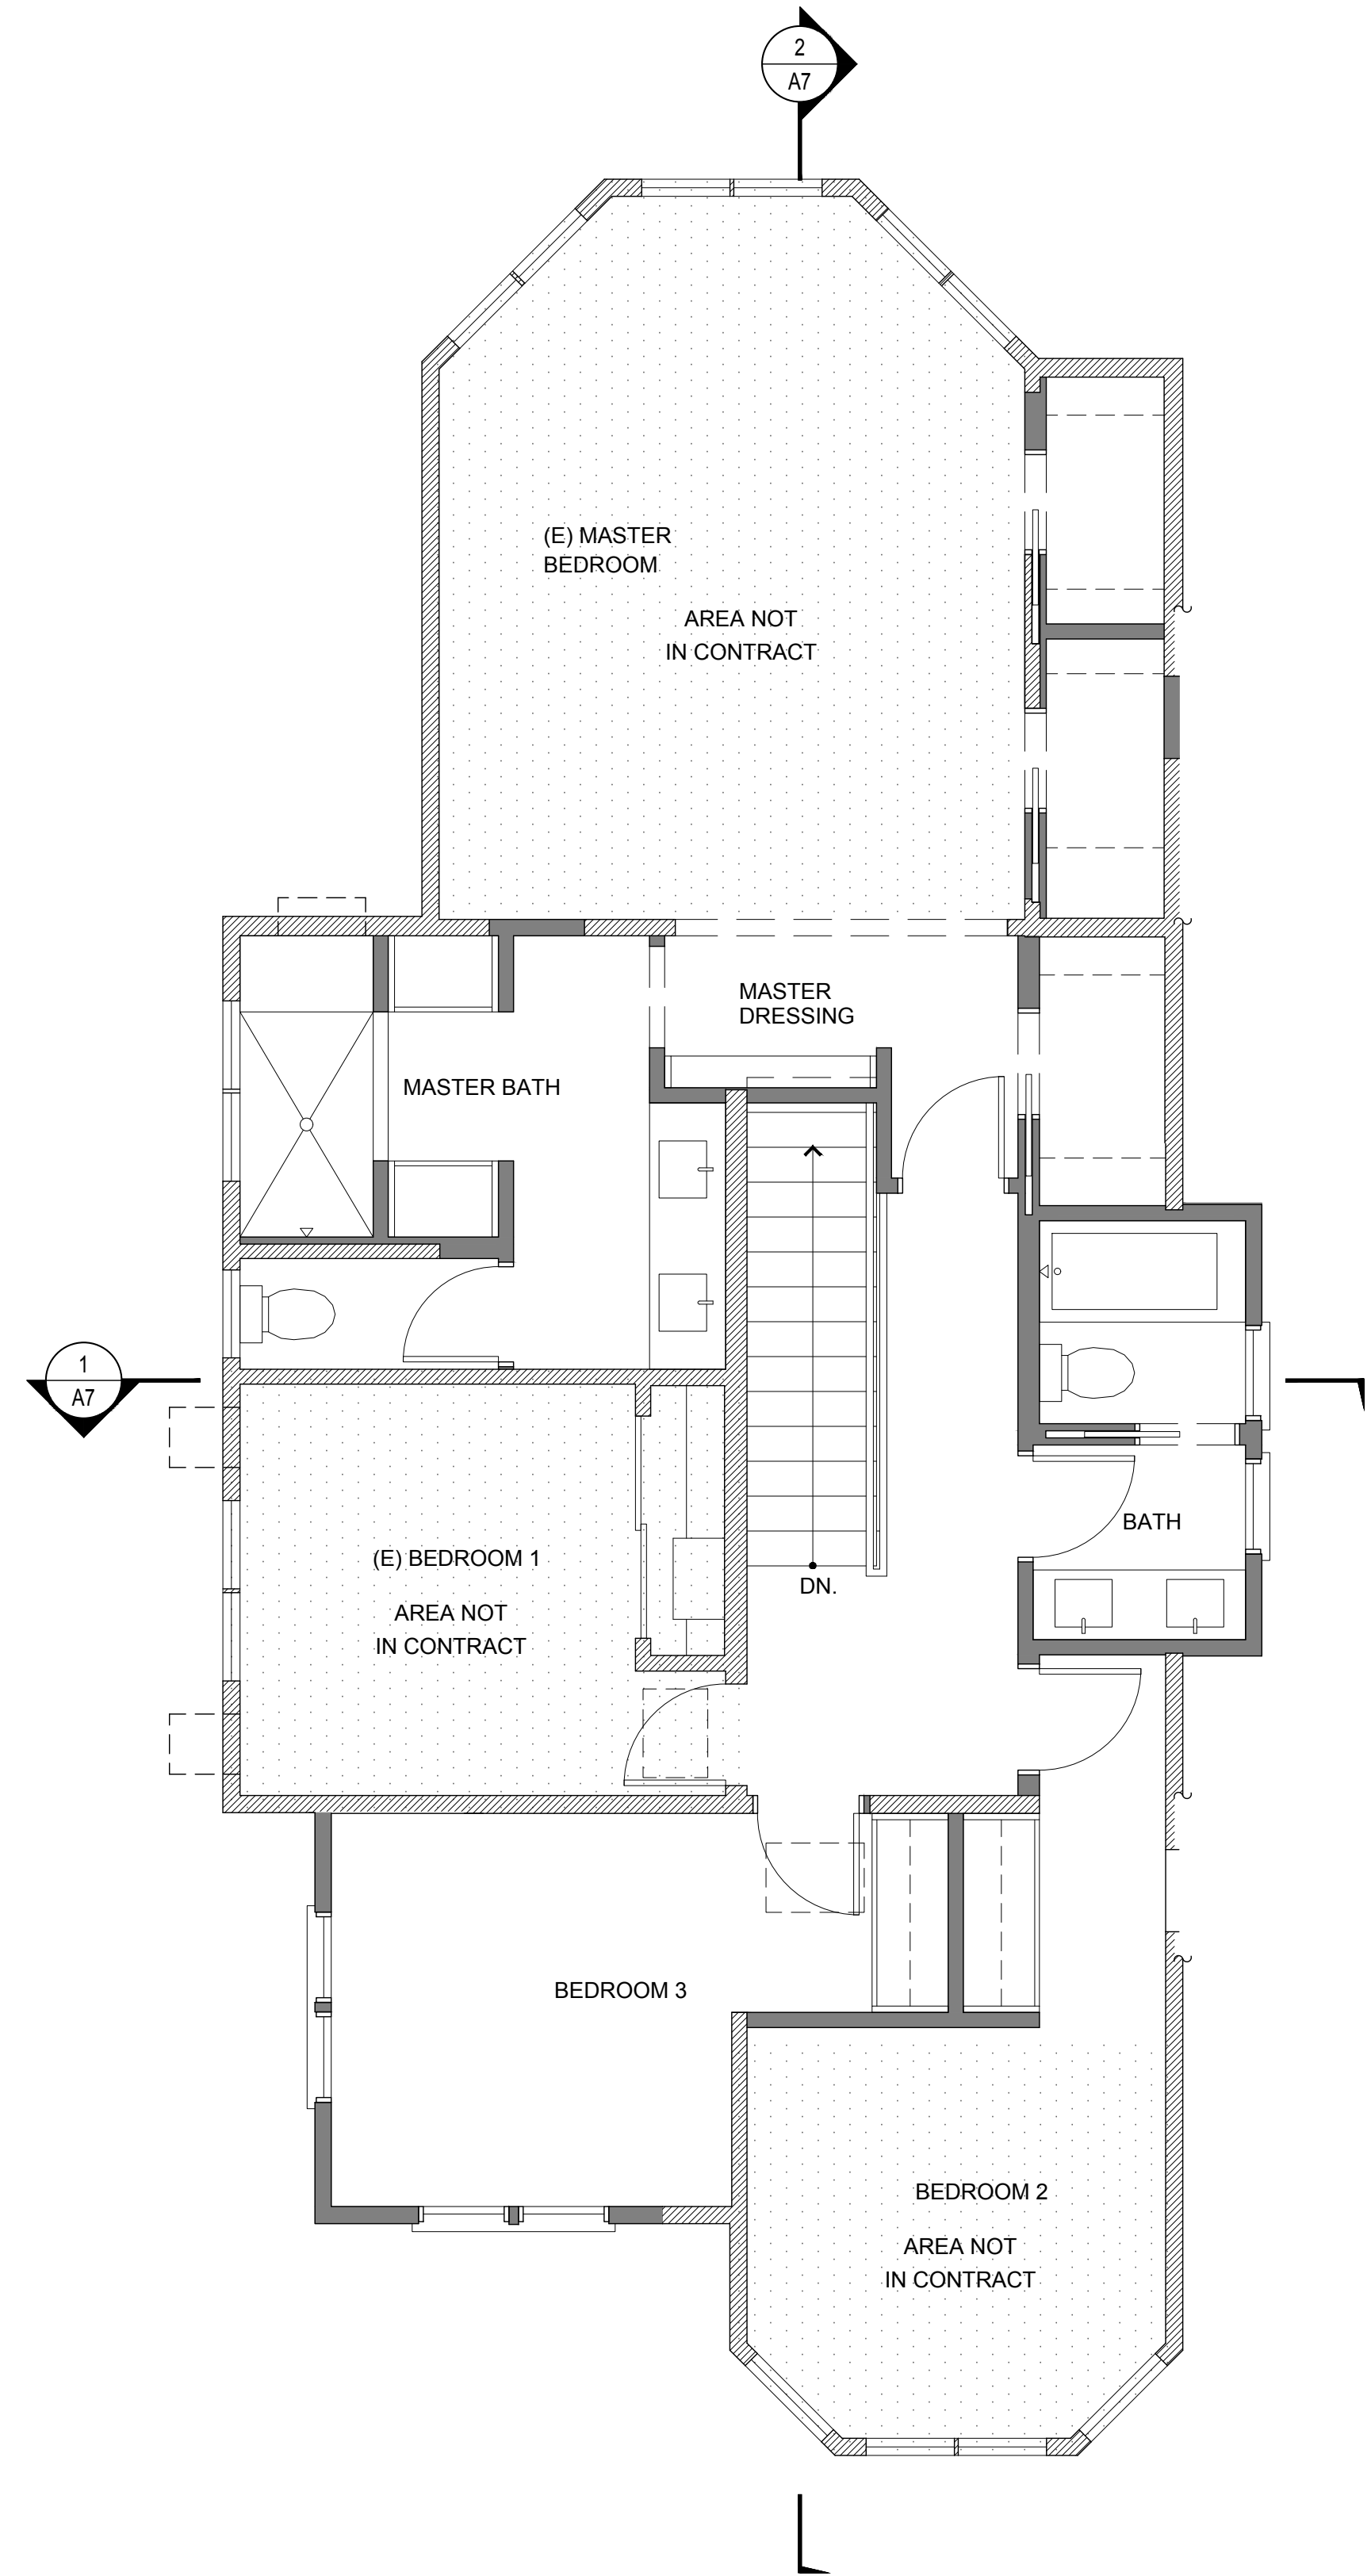 2
A7
(E) MASTER
BEDROOM
AREA NOT
IN CONTRACT
MASTER
DRESSING
MASTER BATH
1
A7
BATH
(E) BEDROOM 1
DN.
AREA NOT
IN CONTRACT
BEDROOM 3
BEDROOM 2
AREA NOT
IN CONTRACT